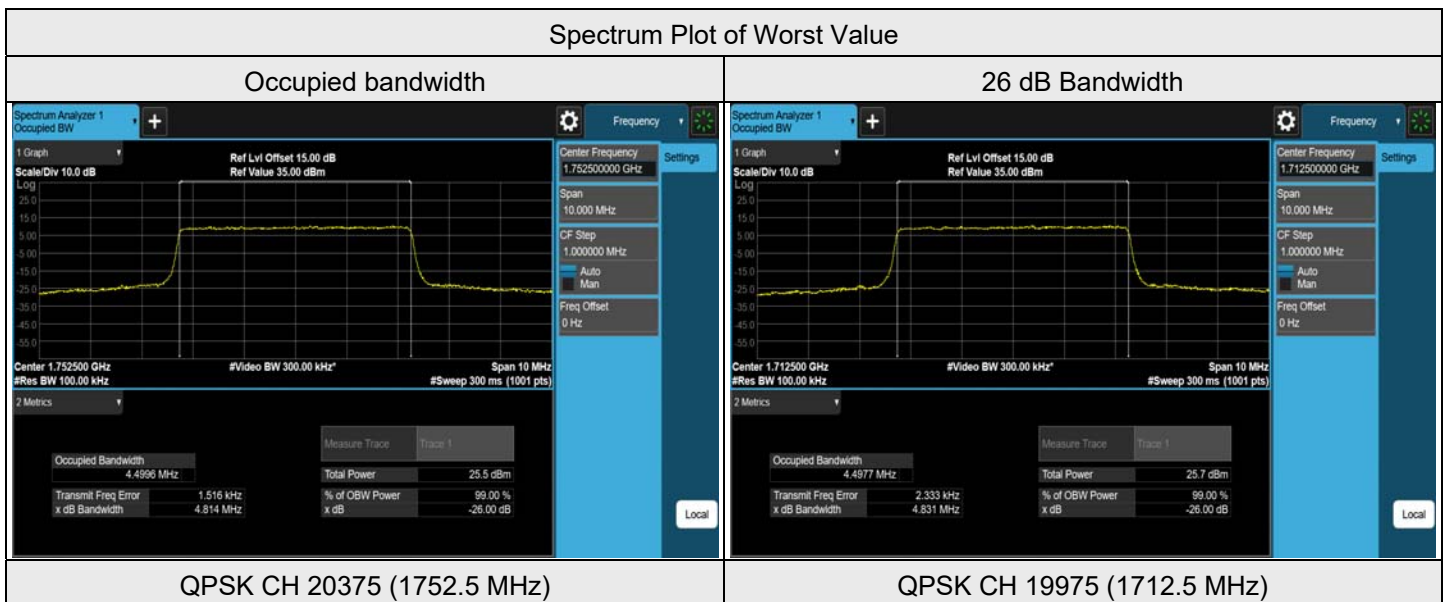 Spectrum Plot of Worst Value
Occupied bandwidth
26 dB Bandwidth
Spectrum Analyzer 1
Occupied BW
+
Frequency
1 Graph
Scale/Div 10.0 dB
Ref Lvl Offset 15.00 dB
Ref Value 35.00 dBm
Log
25.0
15.0
5.00
-5.00
-15.0
-25.0
-35.0
-45.0
-55.0
Center 1.752500 GHz
#Res BW 100.00 kHz
#Video BW 300.00 kHz*
Span 10 MHz
#Sweep 300 ms (1001 pts)
Center Frequency
1.752500000 GHz
Settings
Span
10.000 MHz
CF Step
1.000000 MHz
Auto
Man
Freq Offset
0 Hz
2 Metrics
Measure Trace Trace 1
Occupied Bandwidth
4.4996 MHz
Total Power 25.5 dBm
Transmit Freq Error 1.516 kHz
% of OBW Power 99.00 %
x dB Bandwidth 4.814 MHz
x dB -26.00 dB
Local
Spectrum Analyzer 1
Occupied BW
+
Frequency
1 Graph
Scale/Div 10.0 dB
Ref Lvl Offset 15.00 dB
Ref Value 35.00 dBm
Log
25.0
15.0
5.00
-5.00
-15.0
-25.0
-35.0
-45.0
-55.0
Center 1.712500 GHz
#Res BW 100.00 kHz
#Video BW 300.00 kHz*
Span 10 MHz
#Sweep 300 ms (1001 pts)
Center Frequency
1.712500000 GHz
Settings
Span
10.000 MHz
CF Step
1.000000 MHz
Auto
Man
Freq Offset
0 Hz
2 Metrics
Measure Trace Trace 1
Occupied Bandwidth
4.4977 MHz
Total Power 25.7 dBm
Transmit Freq Error 2.333 kHz
% of OBW Power 99.00 %
x dB Bandwidth 4.831 MHz
x dB -26.00 dB
Local
QPSK CH 20375 (1752.5 MHz)
QPSK CH 19975 (1712.5 MHz)